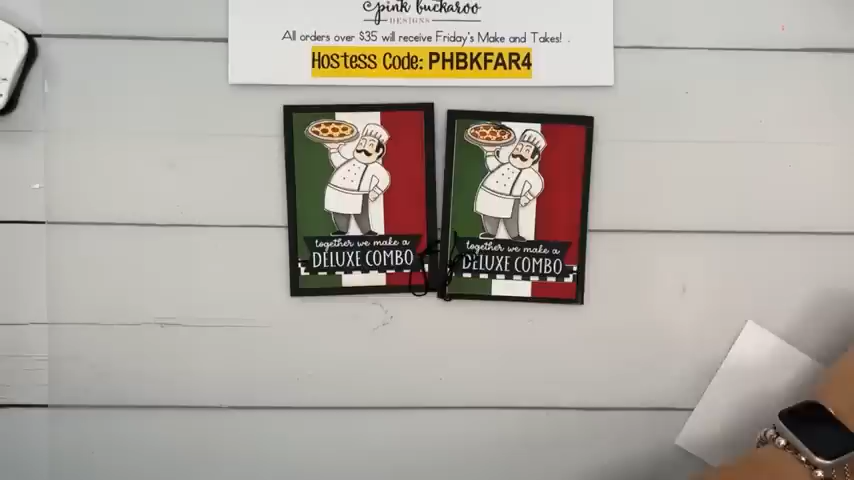 pink buckaroo
DESIGNS
All orders over $35 will receive Friday's Make and Takes! .
Hostess Code: PHBKFAR4
together we make a
DELUXE COMBO
together we make a
DELUXE COMBO